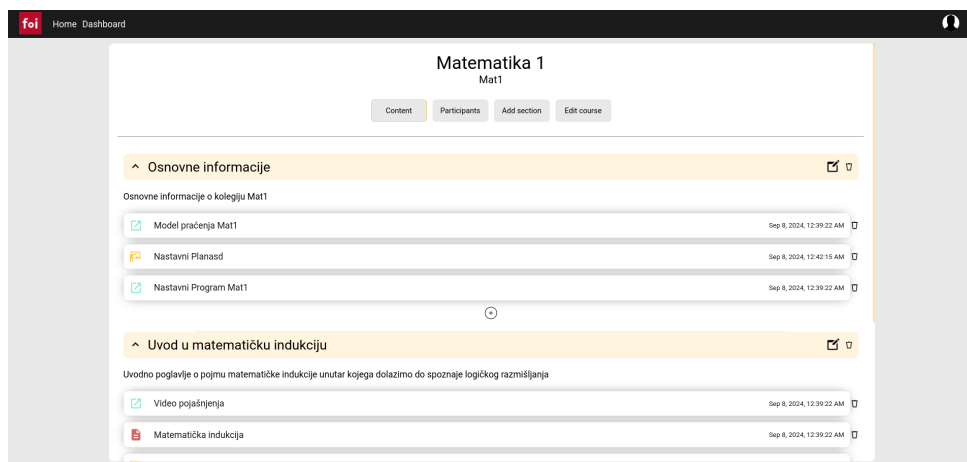 foi Home Dashboard
Matematika 1
Mat1
Content Participants Add section Edit course
Osnovne informacije
Osnovne informacije o kolegiju Mat1
Model praćenja Mat1 Sep 8, 2024, 12:39:22 AM
Nastavni Planasd Sep 8, 2024, 12:42:15 AM
Nastavni Program Mat1 Sep 8, 2024, 12:39:22 AM
Uvod u matematičku indukciju
Uvodno poglavlje o pojmu matematičke indukcije unutar kojega dolazimo do spoznaje logičkog razmišljanja
Video pojašnjenja Sep 8, 2024, 12:39:22 AM
Matematička indukcija Sep 8, 2024, 12:39:22 AM